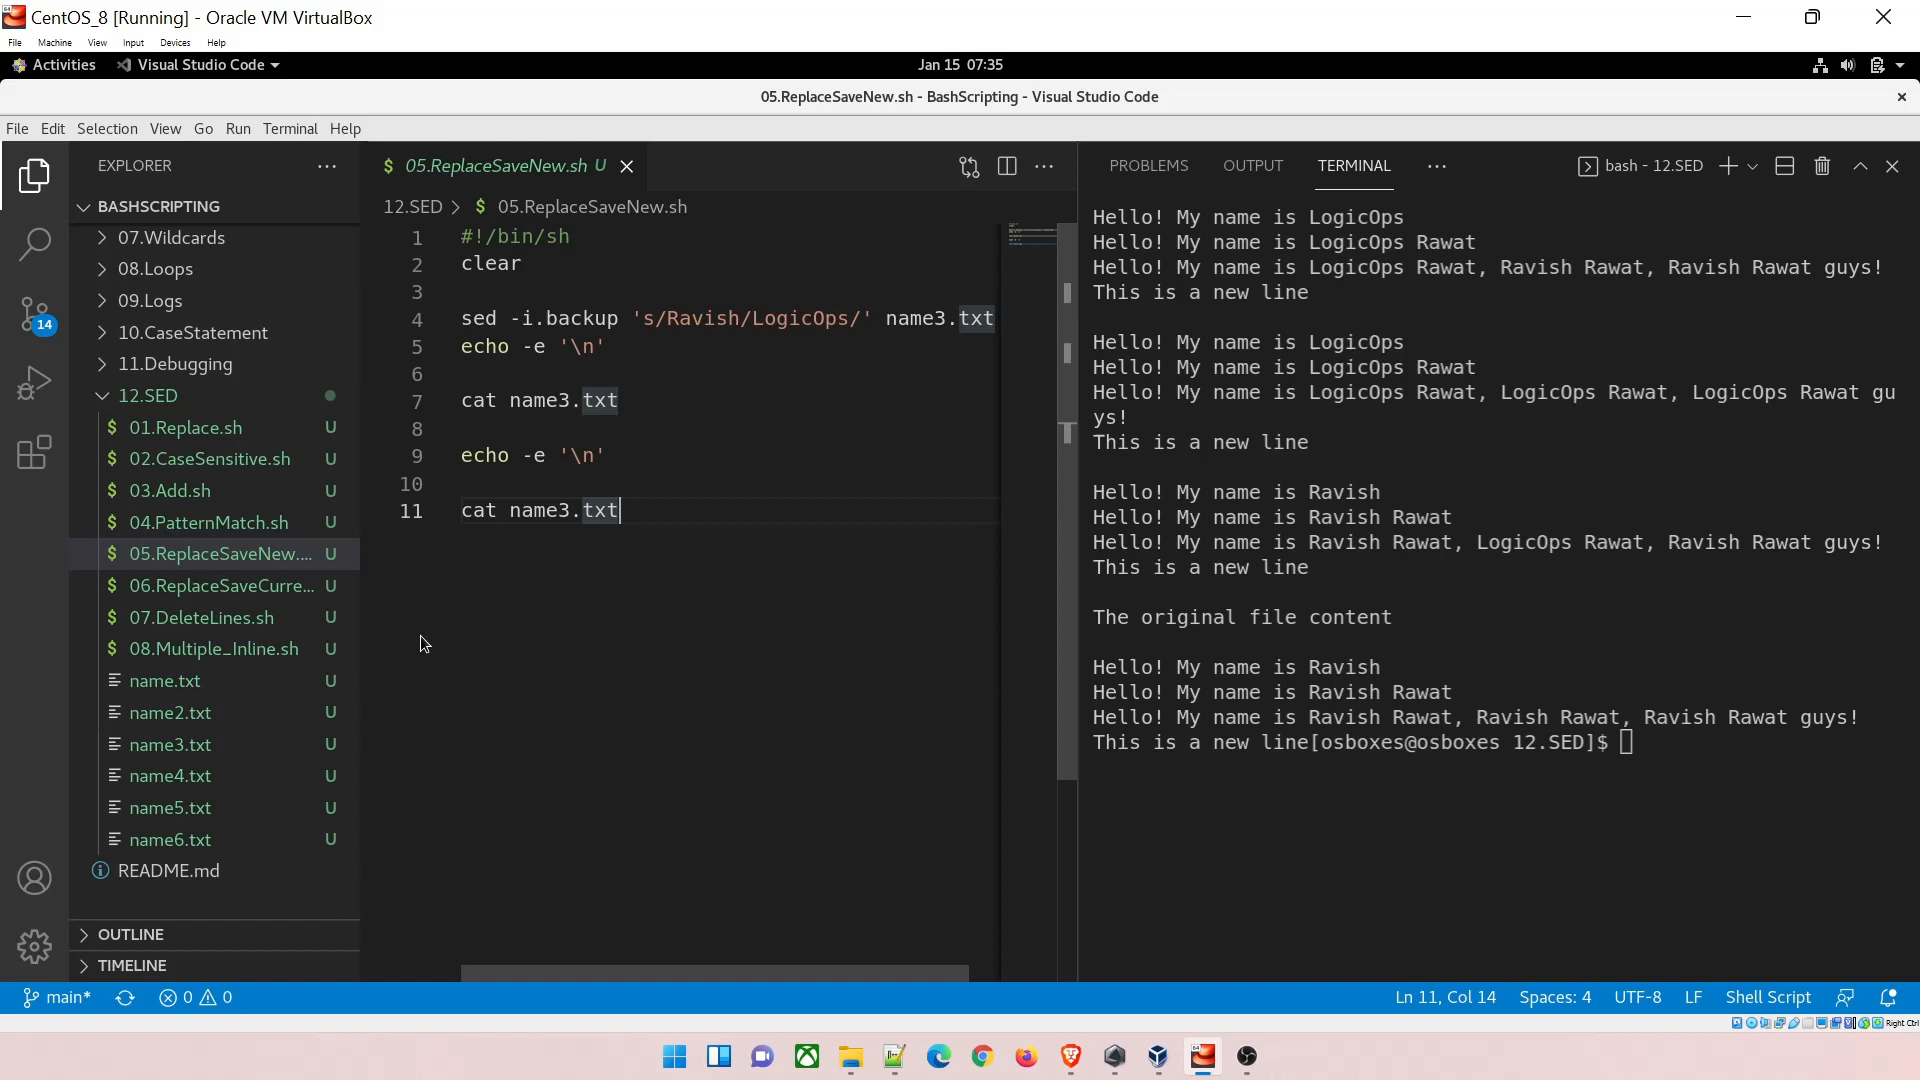 CentOS_8 [Running] - Oracle VM VirtualBox
File Machine View Input Devices Help
Activities Visual Studio Code Jan 15 07:35
05.ReplaceSaveNew.sh - BashScripting - Visual Studio Code
File Edit Selection View Go Run Terminal Help
EXPLORER
BASHSCRIPTING
07.Wildcards
08.Loops
09.Logs
10.CaseStatement
11.Debugging
12.SED
$ 01.Replace.sh U
$ 02.CaseSensitive.sh U
$ 03.Add.sh U
$ 04.PatternMatch.sh U
$ 05.ReplaceSaveNew.... U
$ 06.ReplaceSaveCurre... U
$ 07.DeleteLines.sh U
$ 08.Multiple_Inline.sh U
name.txt U
name2.txt U
name3.txt U
name4.txt U
name5.txt U
name6.txt U
README.md
OUTLINE
TIMELINE
14
$ 05.ReplaceSaveNew.sh U
12.SED > $ 05.ReplaceSaveNew.sh
1 #!/bin/sh
2 clear
3
4 sed -i.backup 's/Ravish/LogicOps/' name3.txt
5 echo -e '\n'
6
7 cat name3.txt
8
9 echo -e '\n'
10
11 cat name3.txt
PROBLEMS OUTPUT TERMINAL bash - 12.SED
Hello! My name is LogicOps
Hello! My name is LogicOps Rawat
Hello! My name is LogicOps Rawat, Ravish Rawat, Ravish Rawat guys!
This is a new line
Hello! My name is LogicOps
Hello! My name is LogicOps Rawat
Hello! My name is LogicOps Rawat, LogicOps Rawat, LogicOps Rawat gu
ys!
This is a new line
Hello! My name is Ravish
Hello! My name is Ravish Rawat
Hello! My name is Ravish Rawat, LogicOps Rawat, Ravish Rawat guys!
This is a new line
The original file content
Hello! My name is Ravish
Hello! My name is Ravish Rawat
Hello! My name is Ravish Rawat, Ravish Rawat, Ravish Rawat guys!
This is a new line[osboxes@osboxes 12.SED]$
main* 0 0 Ln 11, Col 14 Spaces: 4 UTF-8 LF Shell Script
Right Ctrl